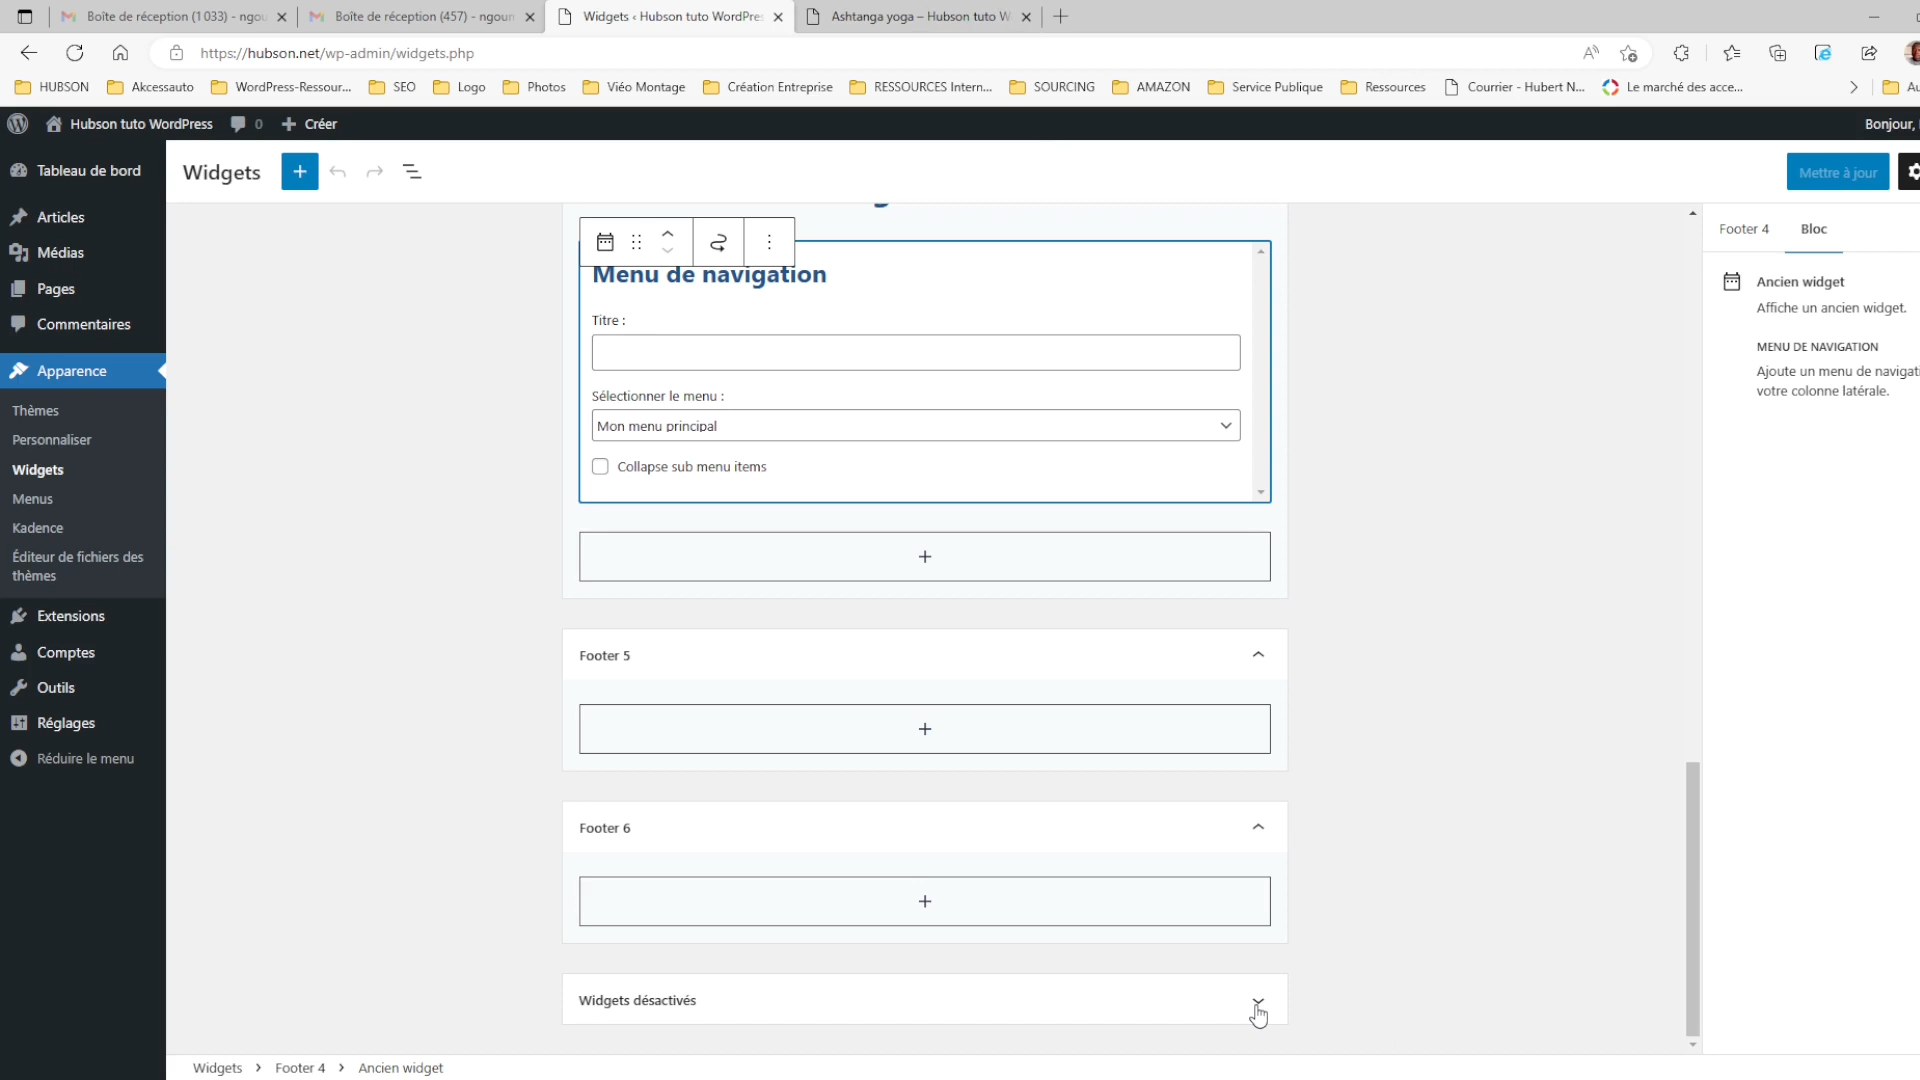 Boîte de réception (1 033) - ngou
Boîte de réception (457) - ngoun
Widgets ‹ Hubson tuto WordPres
Ashtanga yoga – Hubson tuto W
https://hubson.net/wp-admin/widgets.php
HUBSON
Akcessauto
WordPress-Ressour...
SEO
Logo
Photos
Viéo Montage
Création Entreprise
RESSOURCES Intern...
SOURCING
AMAZON
Service Publique
Ressources
Courrier - Hubert N...
Le marché des acce...
Au
Hubson tuto WordPress
0
Créer
Bonjour,
Tableau de bord
Articles
Médias
Pages
Commentaires
Apparence
Thèmes
Personnaliser
Widgets
Menus
Kadence
Éditeur de fichiers des
thèmes
Extensions
Comptes
Outils
Réglages
Réduire le menu
Widgets
Mettre à jour
Menu de navigation
Titre :
Sélectionner le menu :
Mon menu principal
Collapse sub menu items
Footer 5
Footer 6
Widgets désactivés
Footer 4
Bloc
Ancien widget
Affiche un ancien widget.
MENU DE NAVIGATION
Ajoute un menu de navigati
votre colonne latérale.
Widgets > Footer 4 > Ancien widget